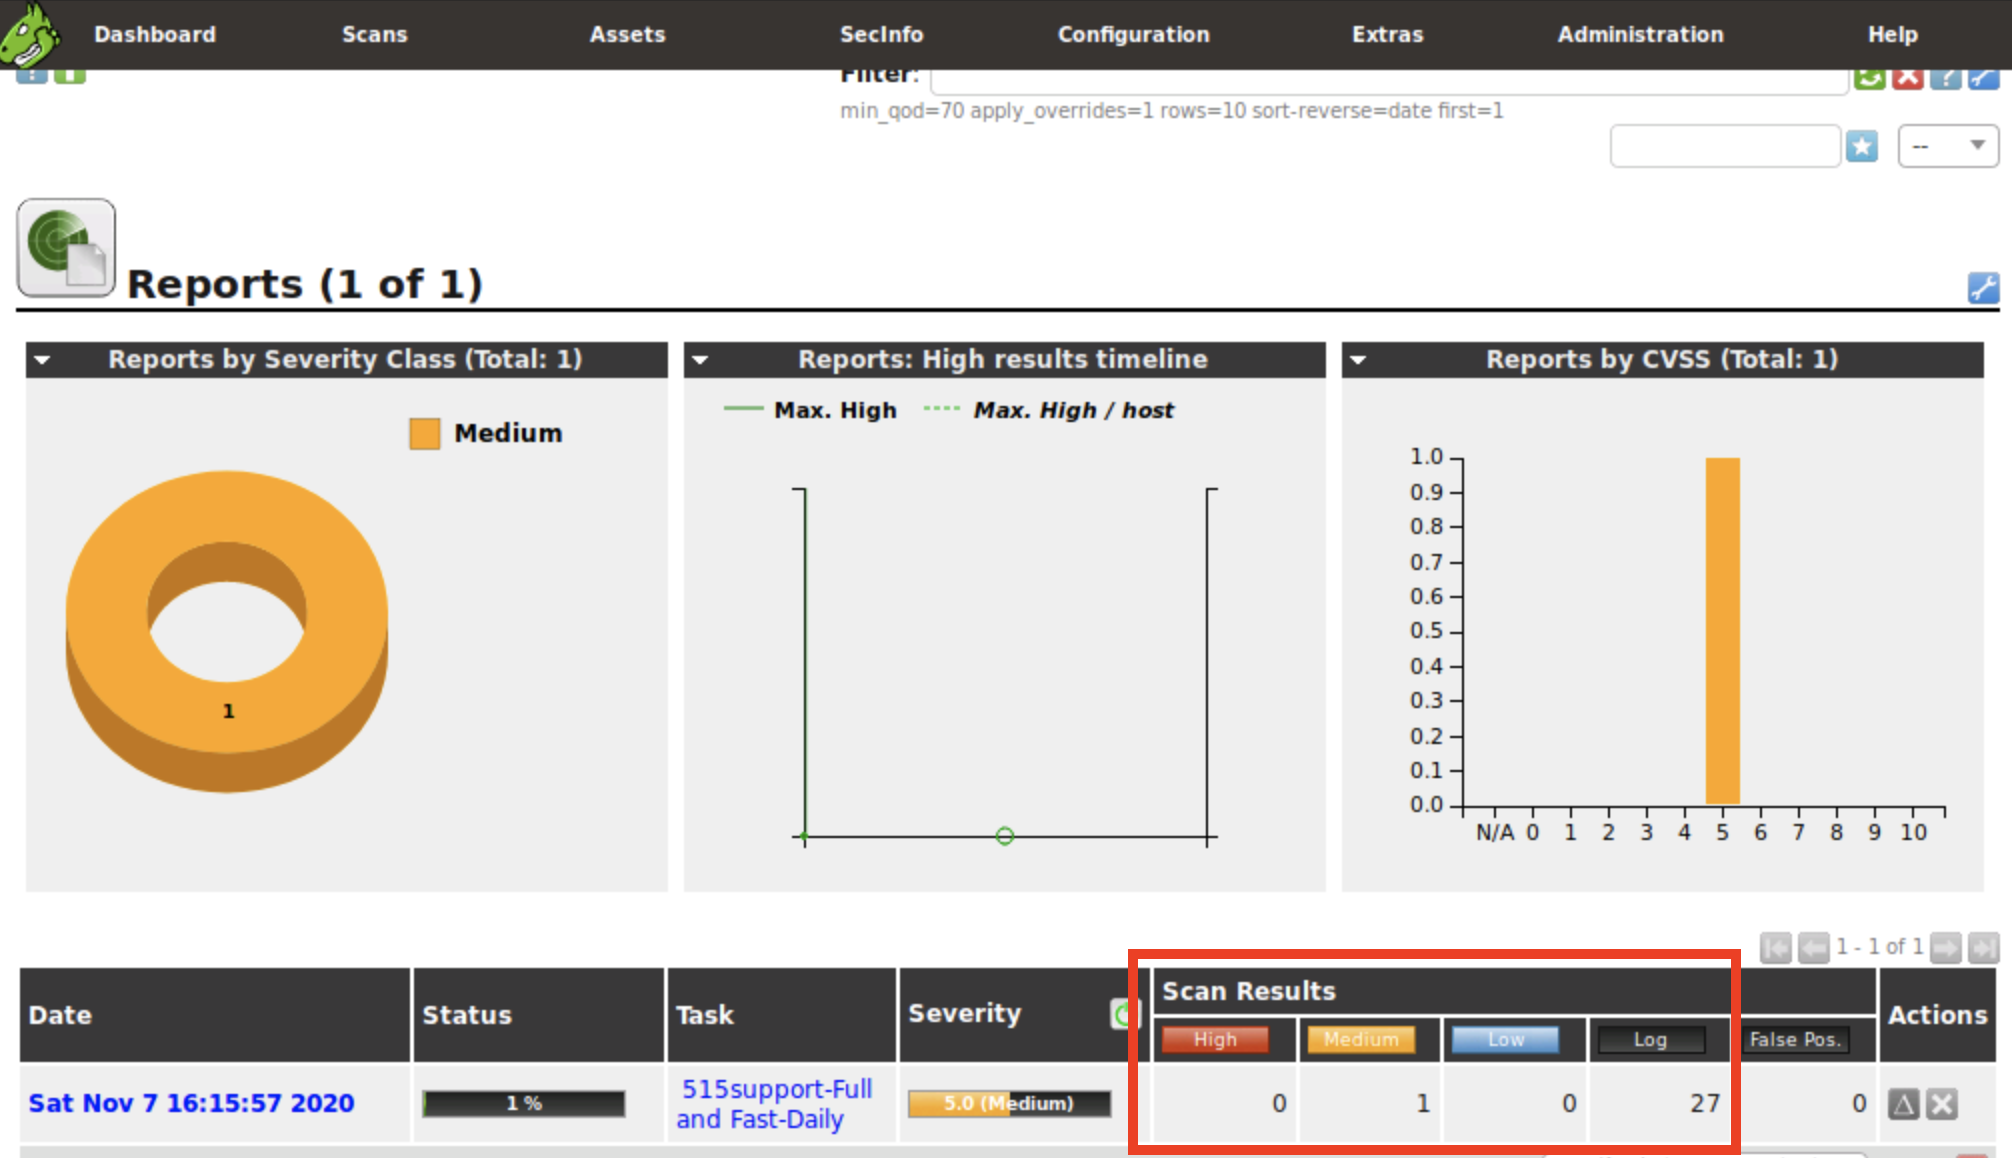 Dashboard Scans Assets SecInfo Configuration Extras Administration Help
Filter:
min_qod=70 apply_overrides=1 rows=10 sort-reverse=date first=1
--
Reports (1 of 1)
Reports by Severity Class (Total: 1)
Medium
1
Reports: High results timeline
Max. High Max. High / host
Reports by CVSS (Total: 1)
1.0
0.9
0.8
0.7
0.6
0.5
0.4
0.3
0.2
0.1
0.0
N/A 0 1 2 3 4 5 6 7 8 9 10
1 - 1 of 1
Date Status Task Severity Scan Results Actions
High Medium Low Log False Pos.
Sat Nov 7 16:15:57 2020 1 % 515support-Full and Fast-Daily 5.0 (Medium) 0 1 0 27 0